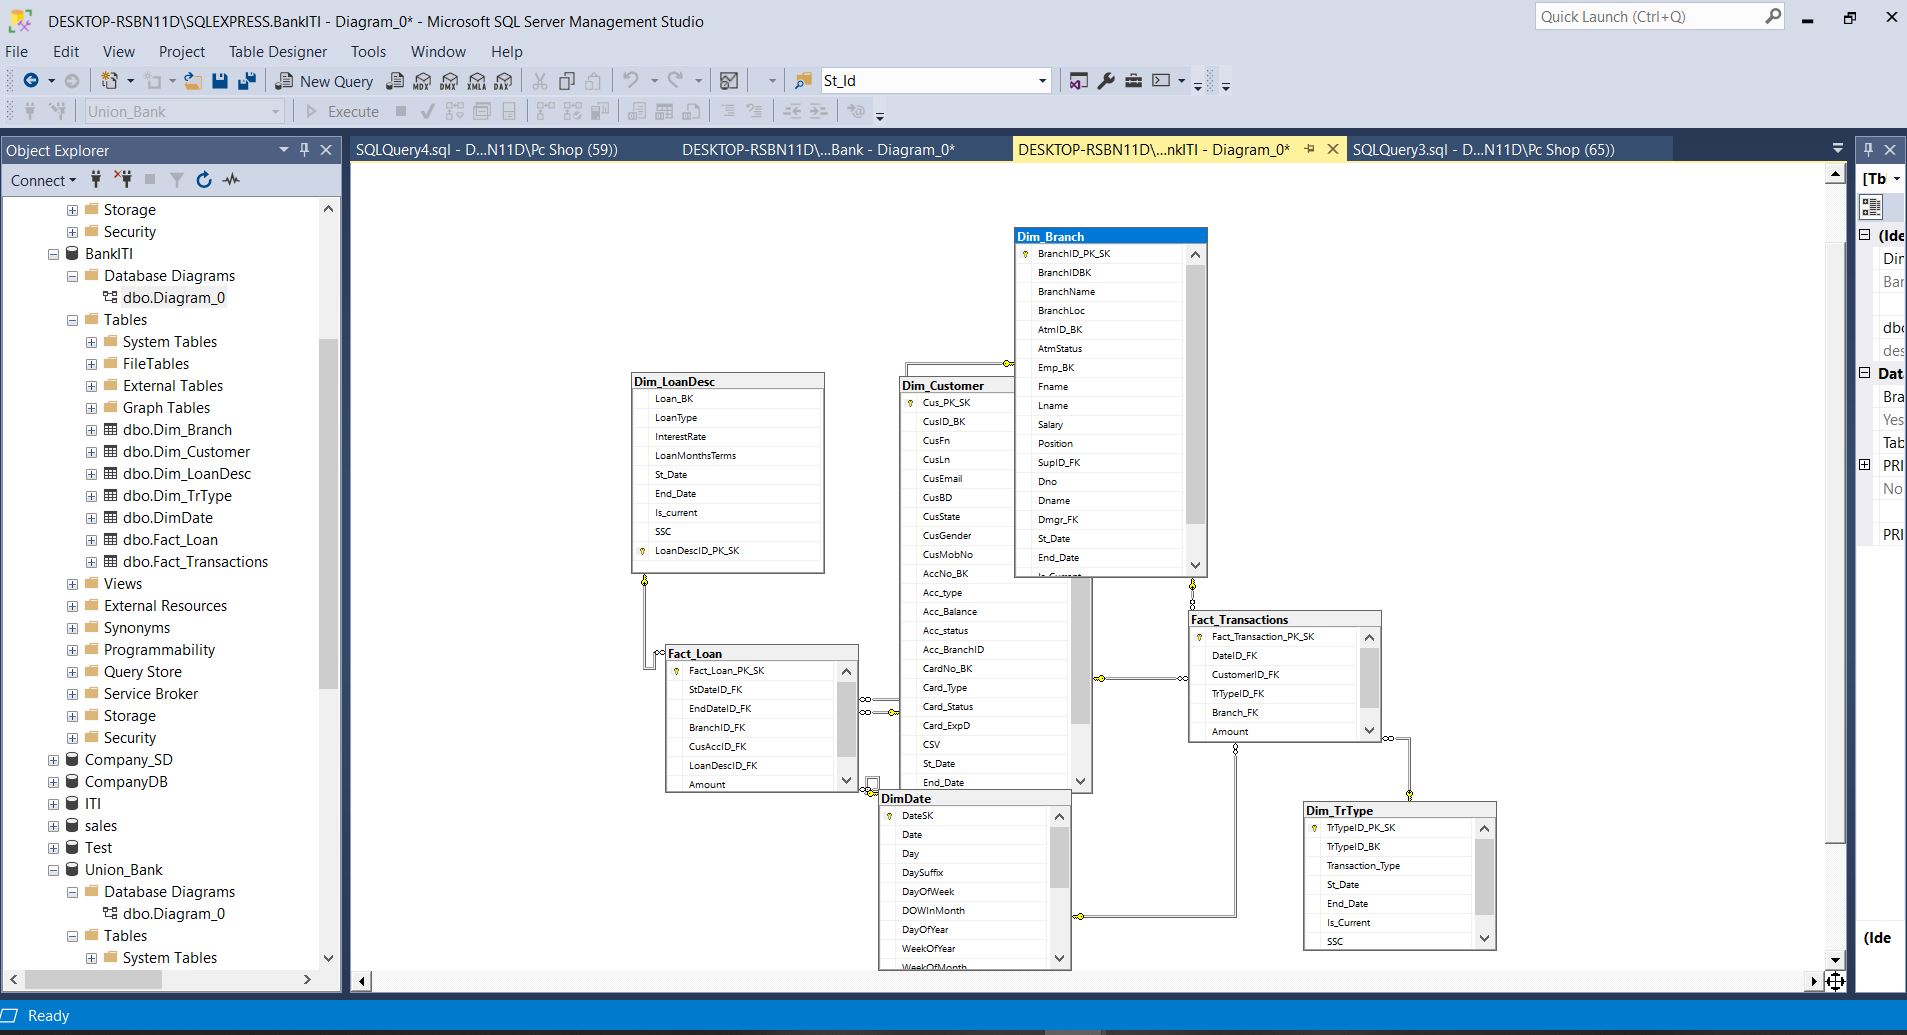 DESKTOP-RSBN11D\SQLEXPRESS.BankITI - Diagram_0* - Microsoft SQL Server Management Studio
Quick Launch (Ctrl+Q)
File Edit View Project Table Designer Tools Window Help
New Query MDX DMX XMLA DAX St_Id
Union_Bank Execute
Object Explorer
SQLQuery4.sql - D...N11D\Pc Shop (59))
DESKTOP-RSBN11D\...Bank - Diagram_0*
DESKTOP-RSBN11D\...nkITI - Diagram_0*
SQLQuery3.sql - D...N11D\Pc Shop (65))
Connect
Storage
Security
BankITI
Database Diagrams
dbo.Diagram_0
Tables
System Tables
FileTables
External Tables
Graph Tables
dbo.Dim_Branch
dbo.Dim_Customer
dbo.Dim_LoanDesc
dbo.Dim_TrType
dbo.DimDate
dbo.Fact_Loan
dbo.Fact_Transactions
Views
External Resources
Synonyms
Programmability
Query Store
Service Broker
Storage
Security
Company_SD
CompanyDB
ITI
sales
Test
Union_Bank
Database Diagrams
dbo.Diagram_0
Tables
System Tables
Dim_LoanDesc
Loan_BK
LoanType
InterestRate
LoanMonthsTerms
St_Date
End_Date
Is_current
SSC
LoanDescID_PK_SK
Fact_Loan
Fact_Loan_PK_SK
StDateID_FK
EndDateID_FK
BranchID_FK
CusAccID_FK
LoanDescID_FK
Amount
Dim_Customer
Cus_PK_SK
CusID_BK
CusFn
CusLn
CusEmail
CusBD
CusState
CusGender
CusMobNo
AccNo_BK
Acc_type
Acc_Balance
Acc_status
Acc_BranchID
CardNo_BK
Card_Type
Card_Status
Card_ExpD
CSV
St_Date
End_Date
Dim_Branch
BranchID_PK_SK
BranchIDBK
BranchName
BranchLoc
AtmID_BK
AtmStatus
Emp_BK
Fname
Lname
Salary
Position
SupID_FK
Dno
Dname
Dmgr_FK
St_Date
End_Date
Is_Current
DimDate
DateSK
Date
Day
DaySuffix
DayOfWeek
DOWInMonth
DayOfYear
WeekOfYear
WeekOfMonth
Fact_Transactions
Fact_Transaction_PK_SK
DateID_FK
CustomerID_FK
TrTypeID_FK
Branch_FK
Amount
Dim_TrType
TrTypeID_PK_SK
TrTypeID_BK
Transaction_Type
St_Date
End_Date
Is_Current
SSC
[Tb
(Ide
Dir
Bar
dbo
des
Dat
Bra
Yes
Tab
PRI
No
PRI
(Ide
Ready